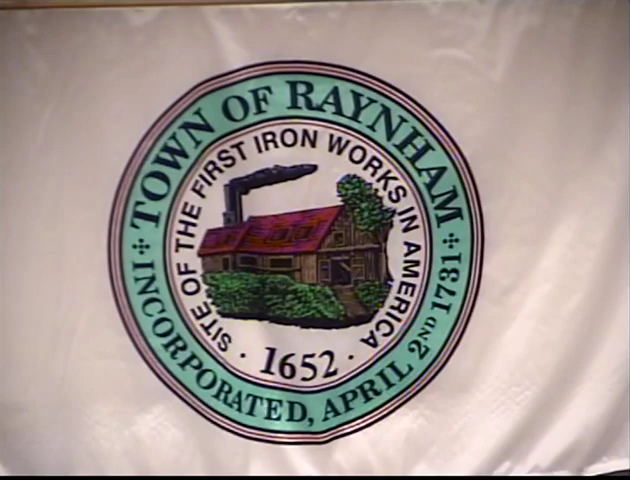 TOWN OF RAYNHAM
INCORPORATED, APRIL 2ND 1731
SITE OF THE FIRST IRON WORKS IN AMERICA
· 1652 ·